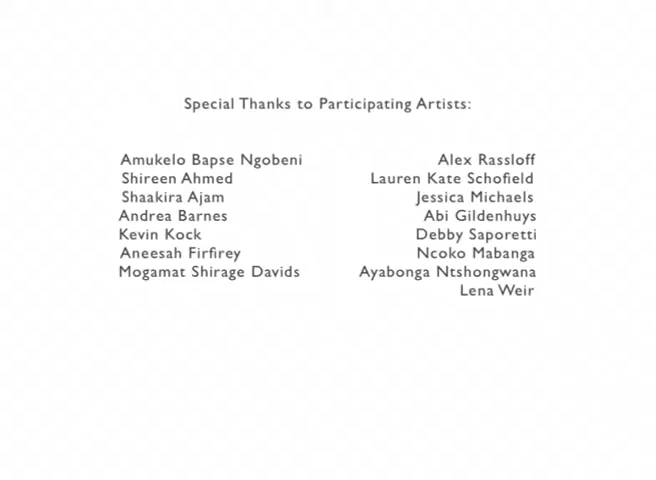 Special Thanks to Participating Artists:
Amukelo Bapse Ngobeni
Shireen Ahmed
Shaakira Ajam
Andrea Barnes
Kevin Kock
Aneesah Firfirey
Mogamat Shirage Davids
Alex Rassloff
Lauren Kate Schofield
Jessica Michaels
Abi Gildenhuys
Debby Saporetti
Ncoko Mabanga
Ayabonga Ntshongwana
Lena Weir